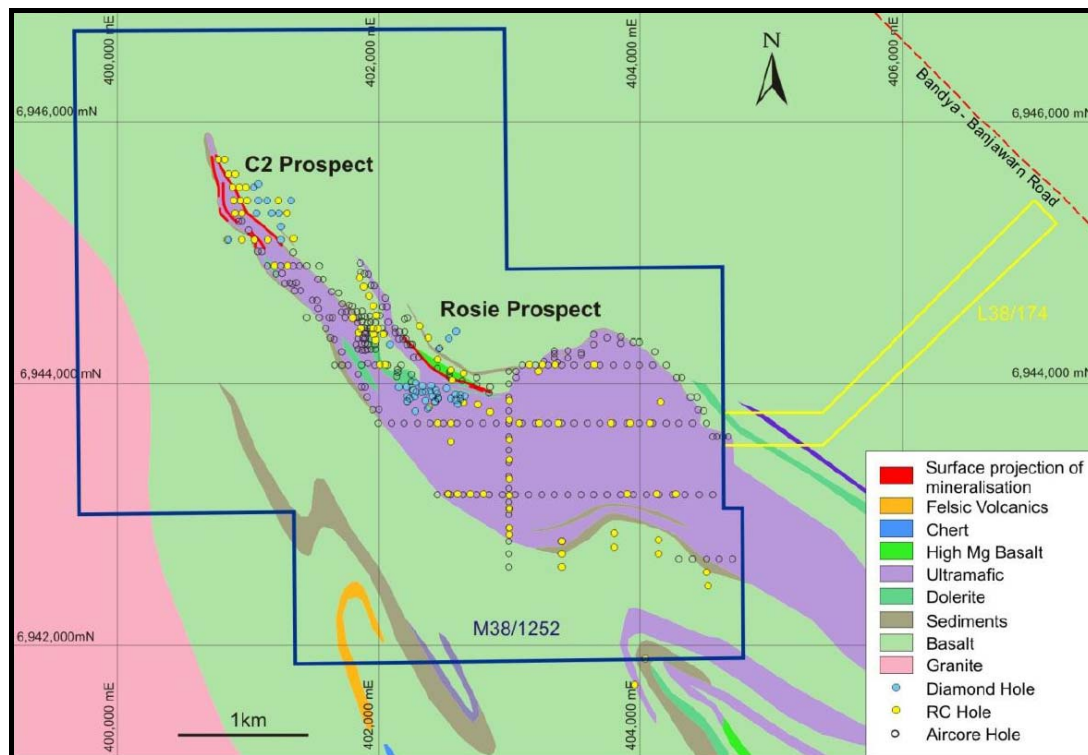 400,000 mE
402,000 mE
404,000 mE
406,000 mE
N
6,946,000 mN
6,946,000 mN
Bandya - Banjawarn Road
C2 Prospect
Rosie Prospect
L38/174
6,944,000 mN
6,944,000 mN
Surface projection of
mineralisation
Felsic Volcanics
Chert
High Mg Basalt
Ultramafic
Dolerite
Sediments
Basalt
Granite
Diamond Hole
RC Hole
Aircore Hole
6,942,000mN
M38/1252
1km
400,000 mE
402,000 mE
404,000 mE